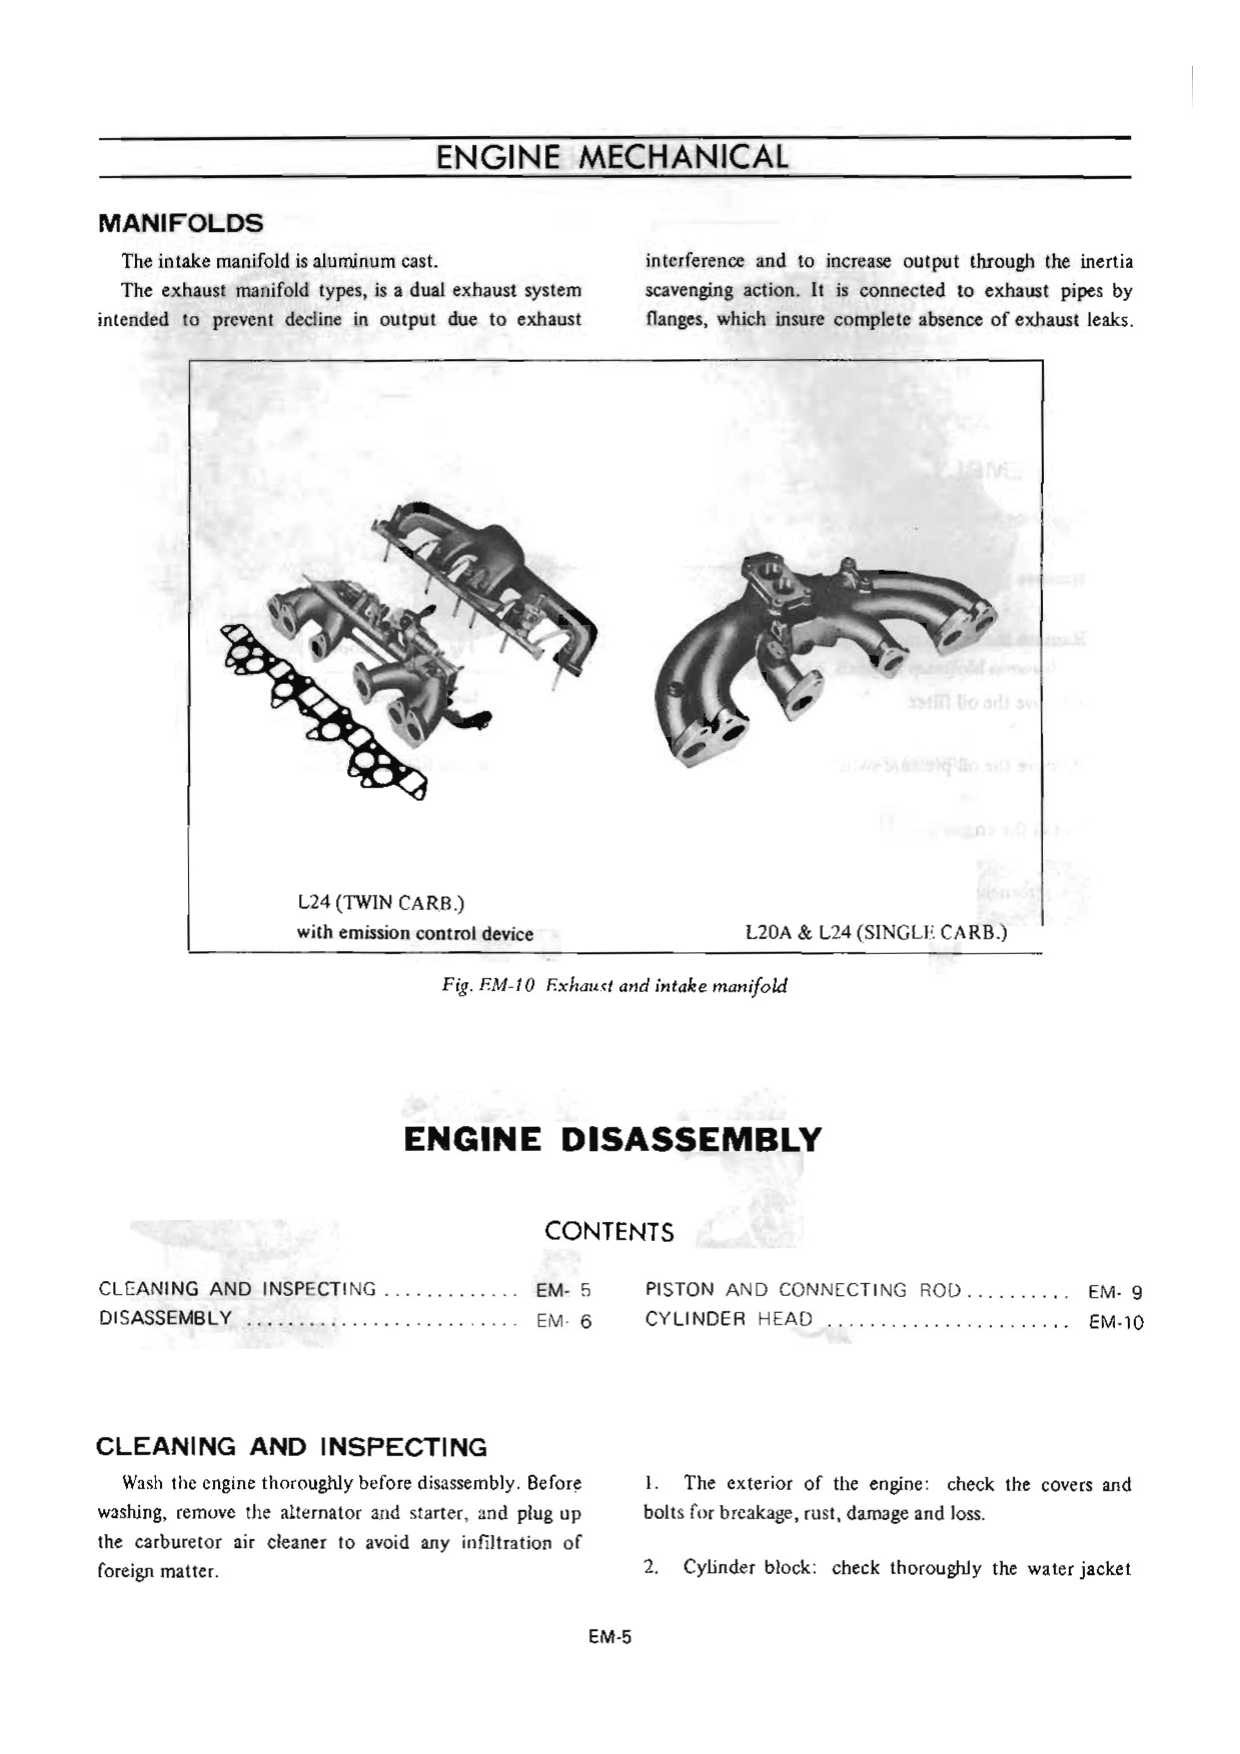 ENGINE MECHANICAL
MANIFOLDS
The intake manifold is aluminum cast.
The exhaust manifold types, is a dual exhaust system
intended to prevent decline in output due to exhaust
interference and to increase output through the inertia
scavenging action. It is connected to exhaust pipes by
flanges, which insure complete absence of exhaust leaks.
L24 (TWIN CARB.)
with emission control device
L20A & L24 (SINGLE CARB.)
Fig. EM-10 Exhaust and intake manifold
ENGINE DISASSEMBLY
CONTENTS
CLEANING AND INSPECTING ............. EM- 5
DISASSEMBLY .......................... EM- 6
PISTON AND CONNECTING ROD.......... EM- 9
CYLINDER HEAD ....................... EM-10
CLEANING AND INSPECTING
Wash the engine thoroughly before disassembly. Before
washing, remove the alternator and starter, and plug up
the carburetor air cleaner to avoid any infiltration of
foreign matter.
1. The exterior of the engine: check the covers and
bolts for breakage, rust, damage and loss.
2. Cylinder block: check thoroughly the water jacket
EM-5